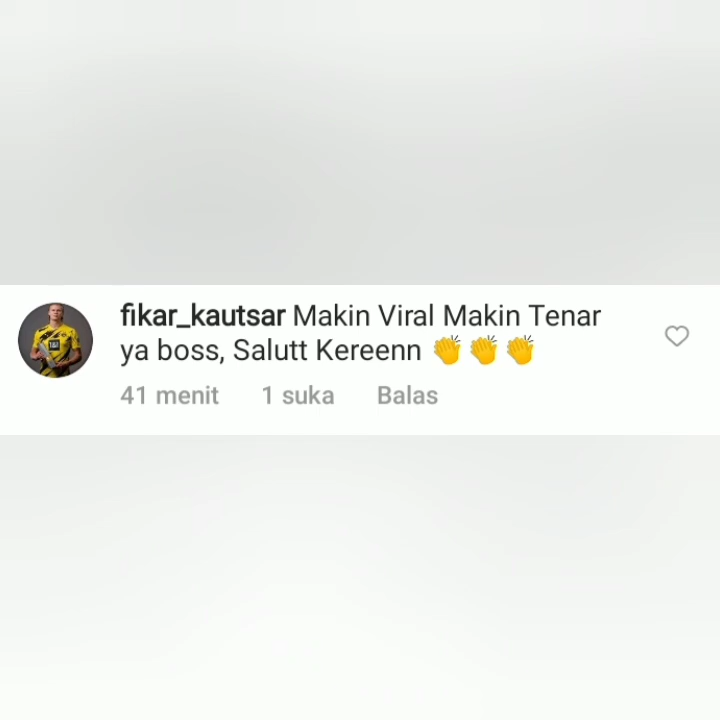 fikar_kautsar Makin Viral Makin Tenar
ya boss, Salutt Kereenn 👏👏👏
41 menit 1 suka Balas